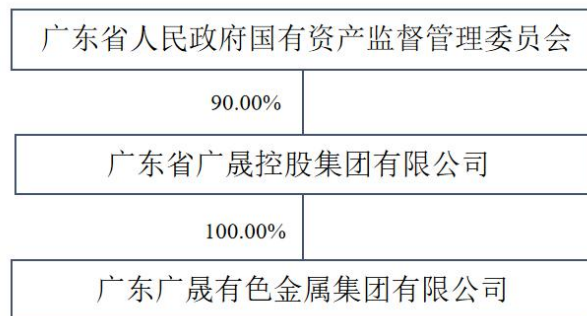 广东省人民政府国有资产监督管理委员会
90.00%
广东省广晟控股集团有限公司
100.00%
广东广晟有色金属集团有限公司